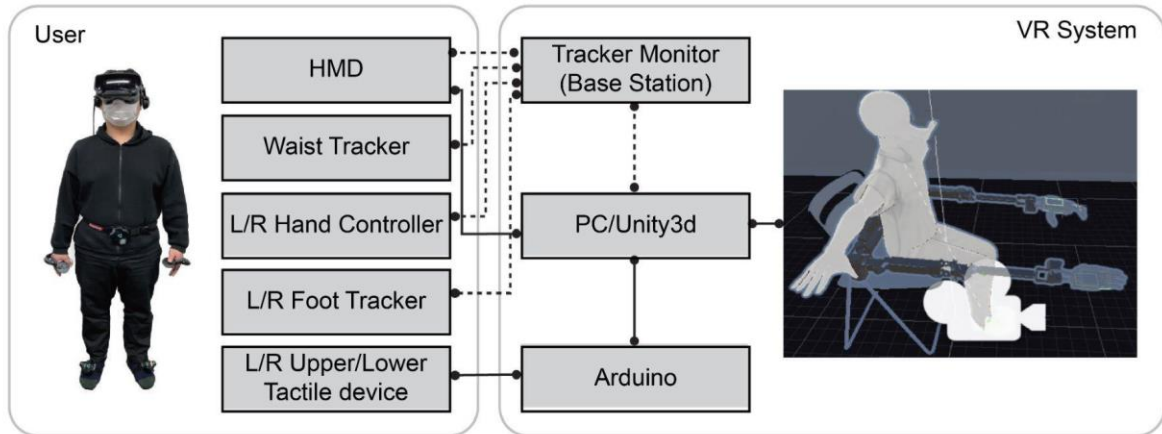 User
HMD
Waist Tracker
L/R Hand Controller
L/R Foot Tracker
L/R Upper/Lower
Tactile device
VR System
Tracker Monitor
(Base Station)
PC/Unity3d
Arduino